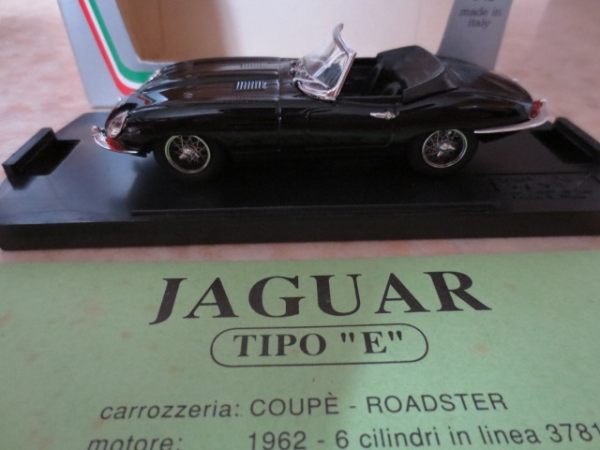 made in
italy
JAGUAR
TIPO "E"
carrozzeria: COUPÈ - ROADSTER
motore: 1962 - 6 cilindri in linea 3781